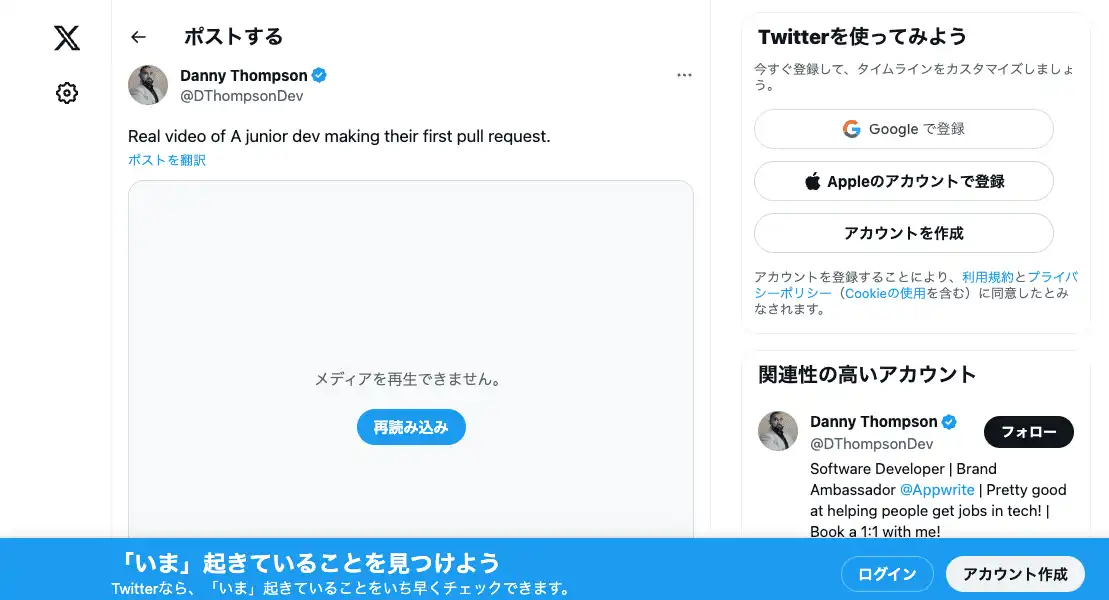 ポストする
Danny Thompson
@DThompsonDev
Real video of A junior dev making their first pull request.
ポストを翻訳
メディアを再生できません。
再読み込み
Twitterを使ってみよう
今すぐ登録して、タイムラインをカスタマイズしましょ
う。
Google で登録
Appleのアカウントで登録
アカウントを作成
アカウントを登録することにより、利用規約とプライバ
シーポリシー（Cookieの使用を含む）に同意したとみ
なされます。
関連性の高いアカウント
Danny Thompson
@DThompsonDev
フォロー
Software Developer | Brand
Ambassador @Appwrite | Pretty good
at helping people get jobs in tech! |
Book a 1:1 with me!
「いま」起きていることを見つけよう
Twitterなら、「いま」起きていることをいち早くチェックできます。
ログイン
アカウント作成